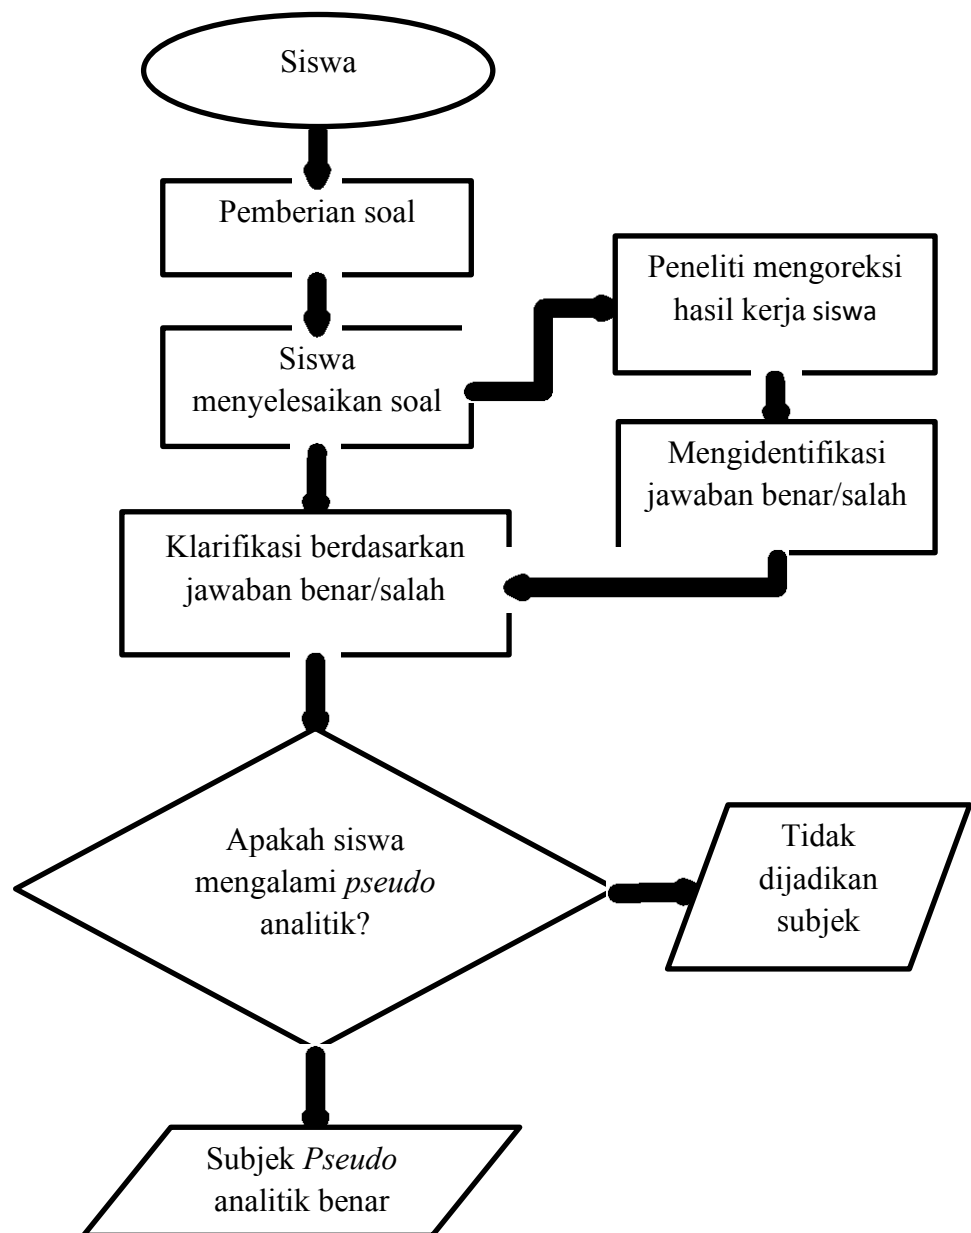 Siswa
Pemberian soal
Siswa
menyelesaikan soal
Peneliti mengoreksi
hasil kerja siswa
Mengidentifikasi
jawaban benar/salah
Klarifikasi berdasarkan
jawaban benar/salah
Apakah siswa
mengalami pseudo
analitik?
Tidak
dijadikan
subjek
Subjek Pseudo
analitik benar